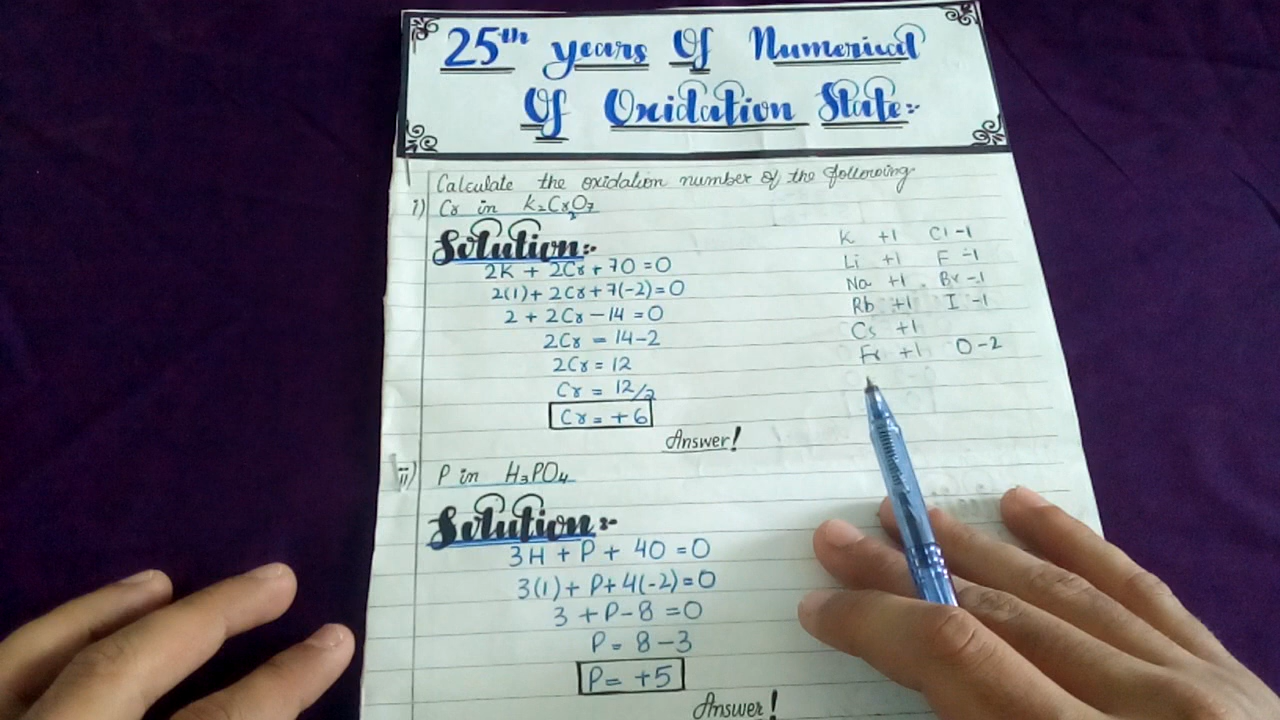 25th years Of Numerical
Of Oxidation State:-
Calculate the oxidation number of the following
i) Cr in K2Cr2O7
Solution:-
2K + 2Cr + 7O = 0
2(1) + 2Cr + 7(-2) = 0
2 + 2Cr - 14 = 0
2Cr = 14 - 2
2Cr = 12
Cr = 12/2
Cr = +6
Answer!
K +1 Cl -1
Li +1 F -1
Na +1 Br -1
Rb +1 I -1
Cs +1
Fr +1 O -2
ii) P in H3PO4
Solution:-
3H + P + 4O = 0
3(1) + P + 4(-2) = 0
3 + P - 8 = 0
P = 8 - 3
P = +5
Answer!